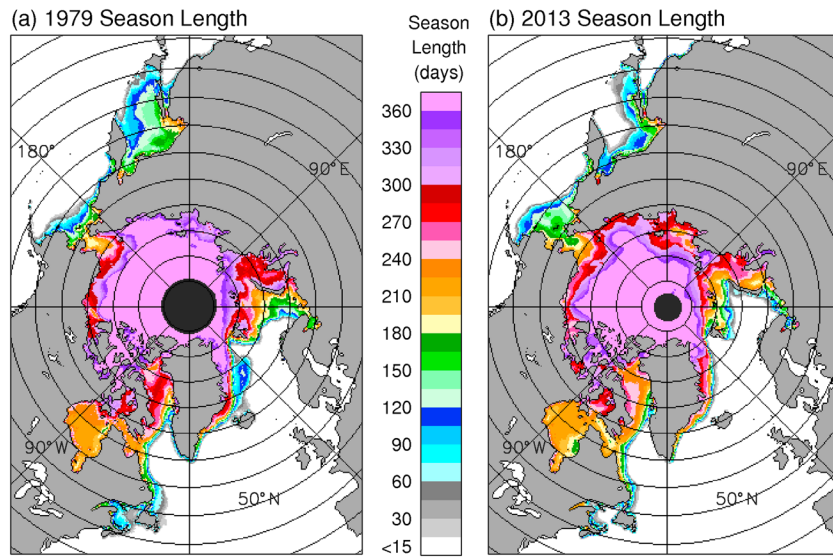 (a) 1979 Season Length
Season
Length
(days)
(b) 2013 Season Length
360
330
300
270
240
210
180
150
120
90
60
30
<15
180°
90°E
90°W
50°N
180°
90°E
90°W
50°N